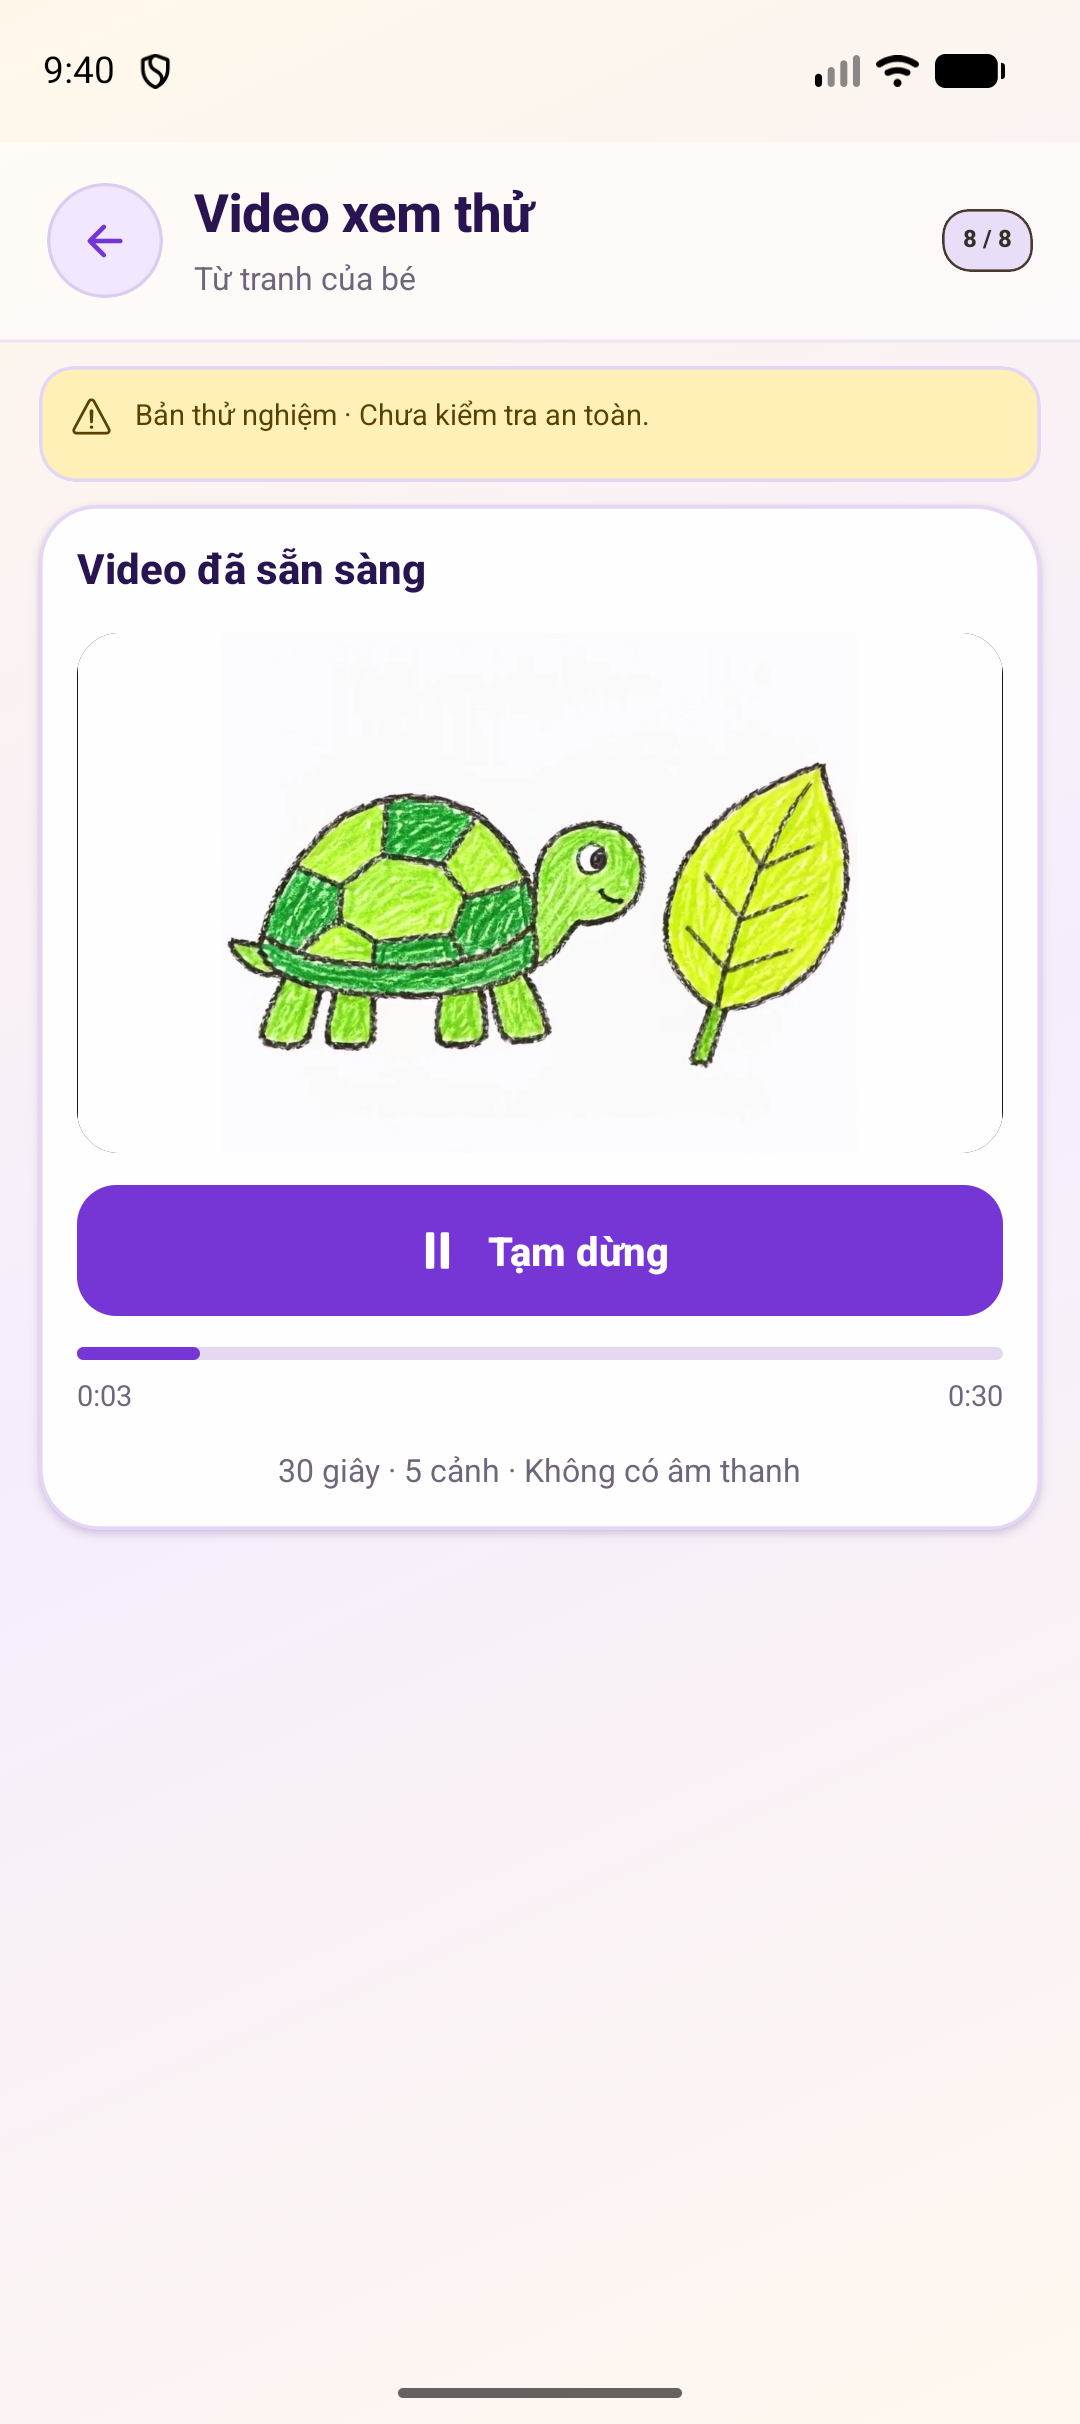 9:40
Video xem thử
Từ tranh của bé
8 / 8
Bản thử nghiệm · Chưa kiểm tra an toàn.
Video đã sẵn sàng
Tạm dừng
0:03
0:30
30 giây · 5 cảnh · Không có âm thanh